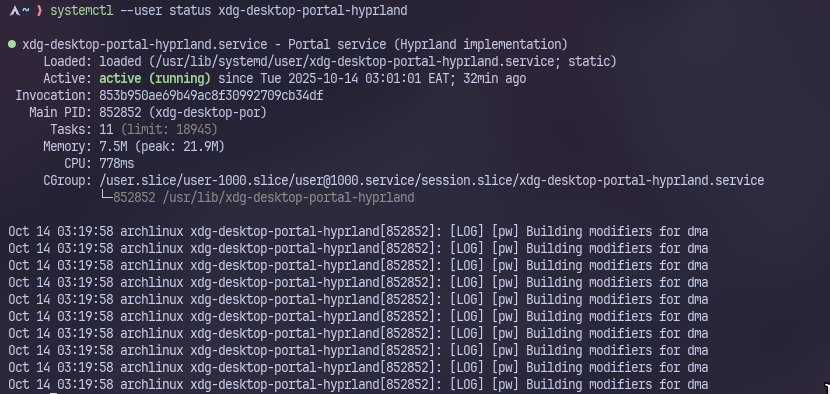 ~ ❯ systemctl --user status xdg-desktop-portal-hyprland
● xdg-desktop-portal-hyprland.service - Portal service (Hyprland implementation)
Loaded: loaded (/usr/lib/systemd/user/xdg-desktop-portal-hyprland.service; static)
Active: active (running) since Tue 2025-10-14 03:01:01 EAT; 32min ago
Invocation: 853b950ae69b49ac8f30992709cb34df
Main PID: 852852 (xdg-desktop-por)
Tasks: 11 (limit: 18945)
Memory: 7.5M (peak: 21.9M)
CPU: 778ms
CGroup: /user.slice/user-1000.slice/user@1000.service/session.slice/xdg-desktop-portal-hyprland.service
└─852852 /usr/lib/xdg-desktop-portal-hyprland
Oct 14 03:19:58 archlinux xdg-desktop-portal-hyprland[852852]: [LOG] [pw] Building modifiers for dma
Oct 14 03:19:58 archlinux xdg-desktop-portal-hyprland[852852]: [LOG] [pw] Building modifiers for dma
Oct 14 03:19:58 archlinux xdg-desktop-portal-hyprland[852852]: [LOG] [pw] Building modifiers for dma
Oct 14 03:19:58 archlinux xdg-desktop-portal-hyprland[852852]: [LOG] [pw] Building modifiers for dma
Oct 14 03:19:58 archlinux xdg-desktop-portal-hyprland[852852]: [LOG] [pw] Building modifiers for dma
Oct 14 03:19:58 archlinux xdg-desktop-portal-hyprland[852852]: [LOG] [pw] Building modifiers for dma
Oct 14 03:19:58 archlinux xdg-desktop-portal-hyprland[852852]: [LOG] [pw] Building modifiers for dma
Oct 14 03:19:58 archlinux xdg-desktop-portal-hyprland[852852]: [LOG] [pw] Building modifiers for dma
Oct 14 03:19:58 archlinux xdg-desktop-portal-hyprland[852852]: [LOG] [pw] Building modifiers for dma
Oct 14 03:19:58 archlinux xdg-desktop-portal-hyprland[852852]: [LOG] [pw] Building modifiers for dma